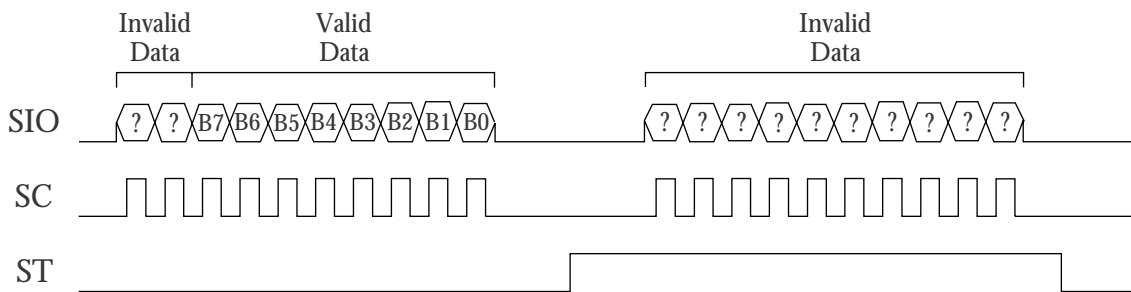 Invalid Data
Valid Data
Invalid Data
SIO ? ? B7 B6 B5 B4 B3 B2 B1 B0 ? ? ? ? ? ? ? ? ? ?
SC
ST